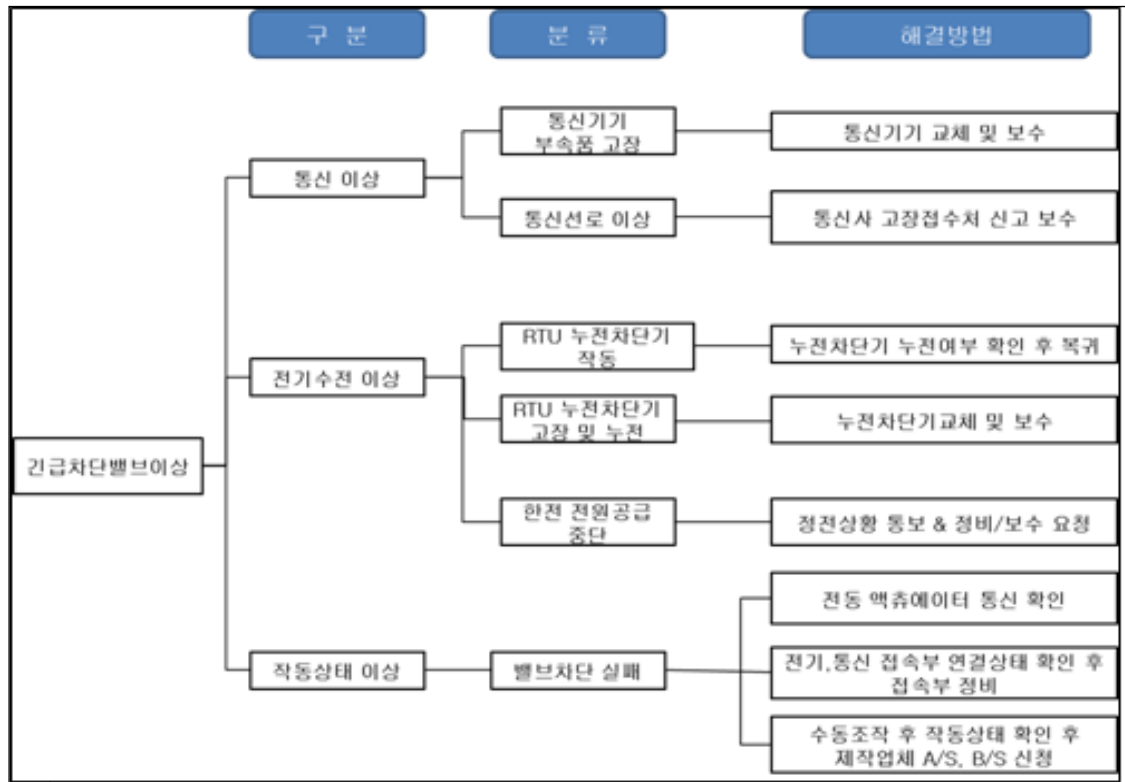 구 분
분 류
해결방법
긴급차단밸브이상
통신 이상
통신기기
부속품 고장
통신기기 교체 및 보수
통신선로 이상
통신사 고장접수처 신고 보수
전기수전 이상
RTU 누전차단기
작동
누전차단기 누전여부 확인 후 복귀
RTU 누전차단기
고장 및 누전
누전차단기교체 및 보수
한전 전원공급
중단
정전상황 통보 & 정비/보수 요청
작동상태 이상
밸브차단 실패
전동 액츄에이터 통신 확인
전기,통신 접속부 연결상태 확인 후
접속부 정비
수동조작 후 작동상태 확인 후
제작업체 A/S, B/S 신청